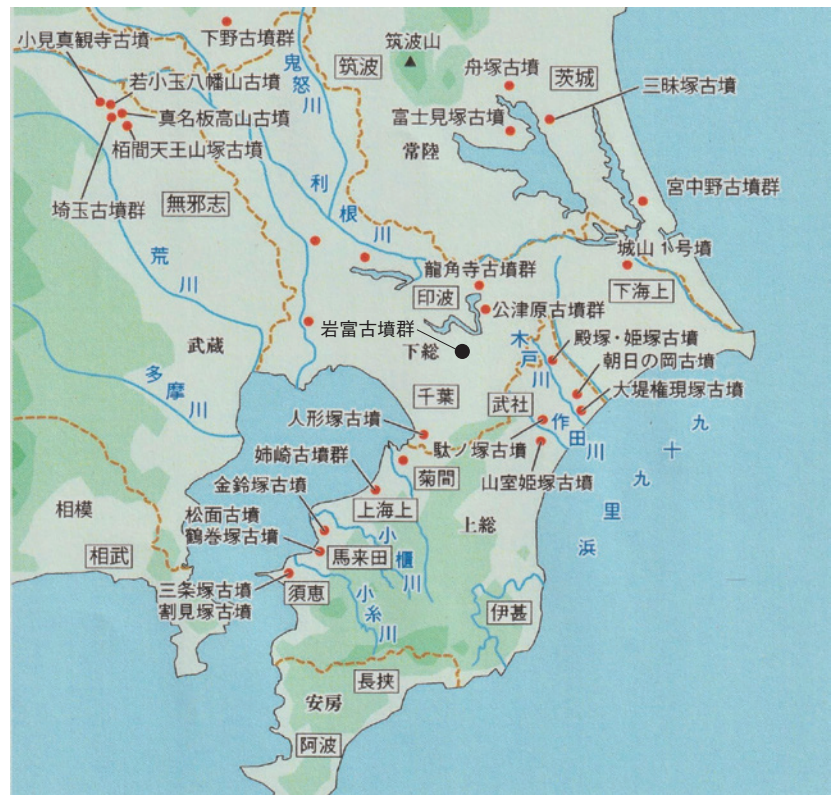 小見真観寺古墳
下野古墳群
筑波山
若小玉八幡山古墳
鬼怒川
筑波
舟塚古墳
茨城
三昧塚古墳
真名板高山古墳
富士見塚古墳
栢間天王山塚古墳
常陸
宮中野古墳群
埼玉古墳群
無邪志
利根川
荒川
城山1号墳
龍角寺古墳群
下海上
印波
公津原古墳群
岩富古墳群
殿塚・姫塚古墳
武蔵
下総
木戸川
朝日の岡古墳
多摩川
千葉
大堤権現塚古墳
人形塚古墳
武社
作田川
九十九里浜
姉崎古墳群
駄ノ塚古墳
金鈴塚古墳
菊間
山室姫塚古墳
相模
松面古墳
上海上
上総
鶴巻塚古墳
小櫃川
相武
馬来田
三条塚古墳
須恵
割見塚古墳
小糸川
伊甚
長挟
安房
阿波